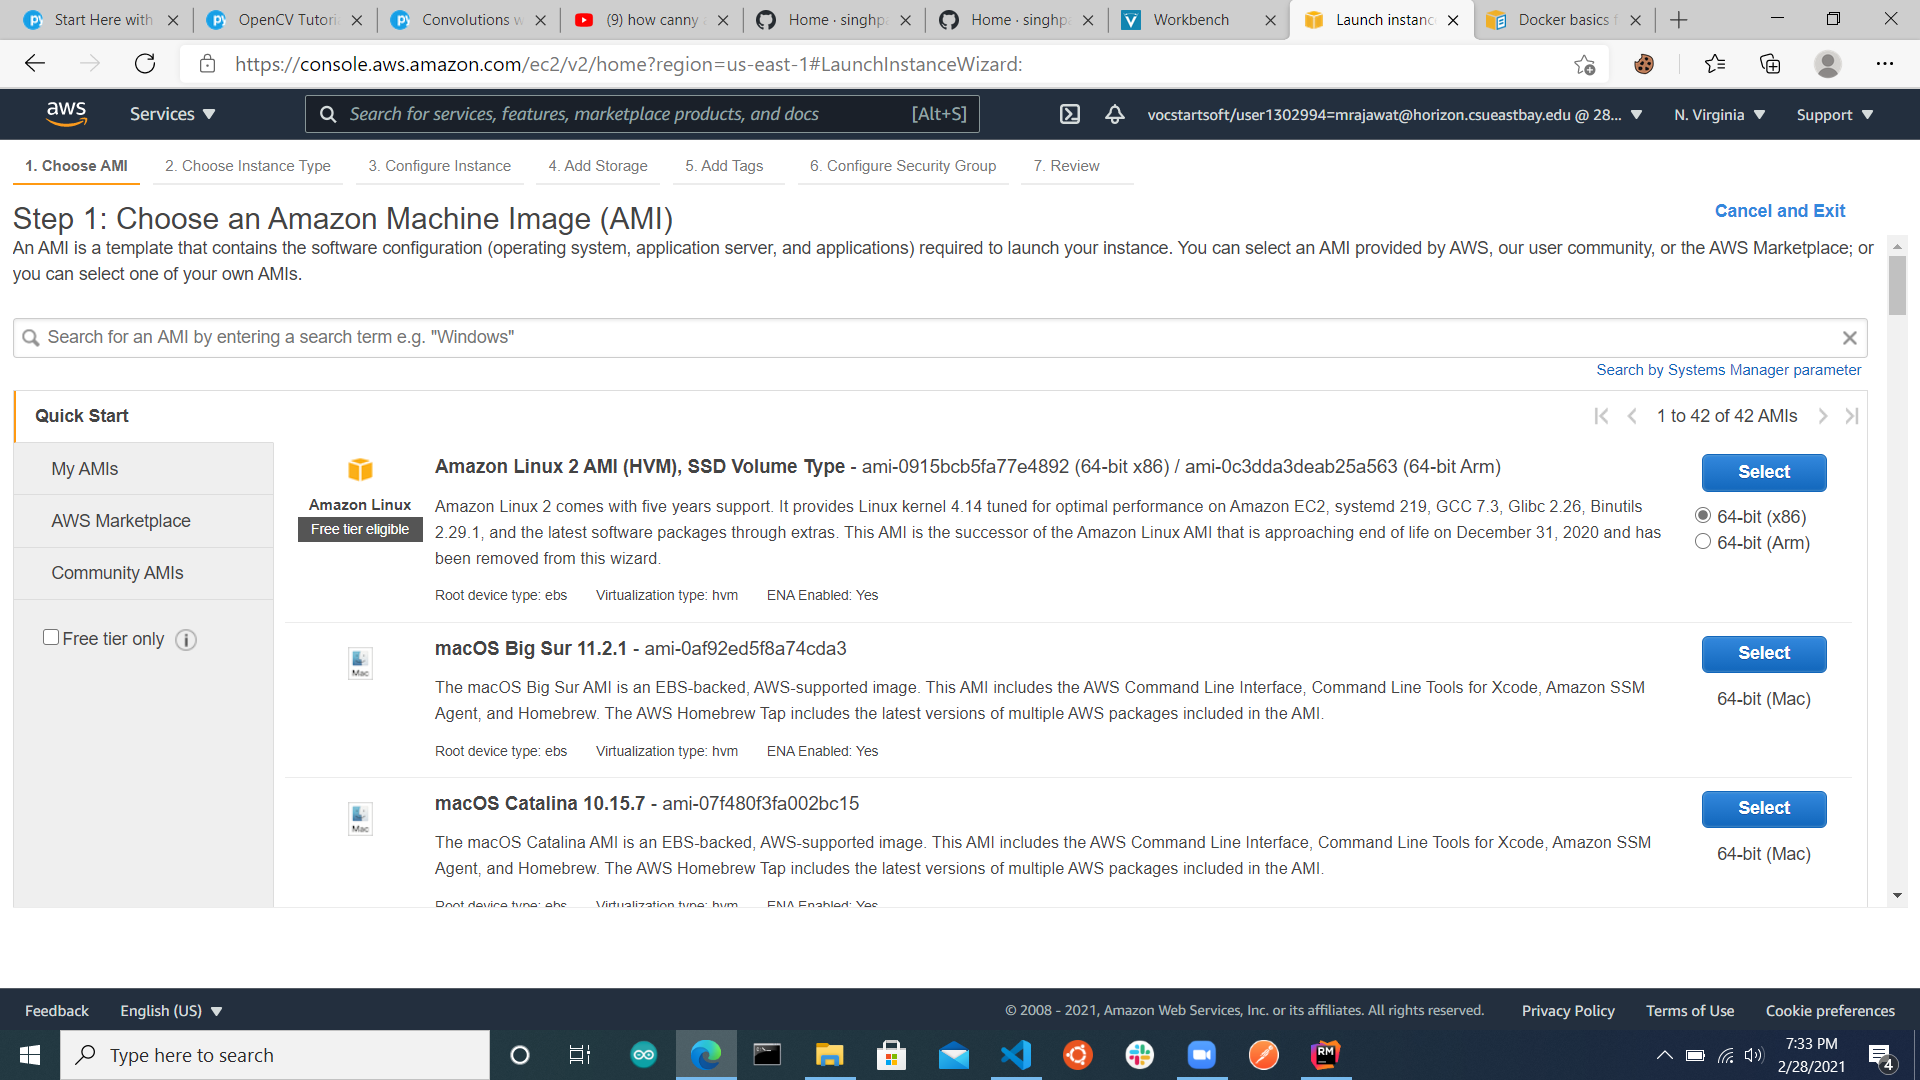 Start Here with
OpenCV Tutoria
Convolutions w
(9) how canny
Home · singhpa
Home · singhpa
Workbench
Launch instanc
Docker basics f
https://console.aws.amazon.com/ec2/v2/home?region=us-east-1#LaunchInstanceWizard:
aws
Services
Search for services, features, marketplace products, and docs
[Alt+S]
vocstartsoft/user1302994=mrajawat@horizon.csueastbay.edu @ 28...
N. Virginia
Support
1. Choose AMI
2. Choose Instance Type
3. Configure Instance
4. Add Storage
5. Add Tags
6. Configure Security Group
7. Review
Step 1: Choose an Amazon Machine Image (AMI)
Cancel and Exit
An AMI is a template that contains the software configuration (operating system, application server, and applications) required to launch your instance. You can select an AMI provided by AWS, our user community, or the AWS Marketplace; or
you can select one of your own AMIs.
Search for an AMI by entering a search term e.g. "Windows"
Search by Systems Manager parameter
Quick Start
1 to 42 of 42 AMIs
My AMIs
AWS Marketplace
Community AMIs
Free tier only
Amazon Linux
Free tier eligible
Amazon Linux 2 AMI (HVM), SSD Volume Type - ami-0915bcb5fa77e4892 (64-bit x86) / ami-0c3dda3deab25a563 (64-bit Arm)
Amazon Linux 2 comes with five years support. It provides Linux kernel 4.14 tuned for optimal performance on Amazon EC2, systemd 219, GCC 7.3, Glibc 2.26, Binutils
2.29.1, and the latest software packages through extras. This AMI is the successor of the Amazon Linux AMI that is approaching end of life on December 31, 2020 and has
been removed from this wizard.
Root device type: ebs Virtualization type: hvm ENA Enabled: Yes
Select
64-bit (x86)
64-bit (Arm)
Mac
macOS Big Sur 11.2.1 - ami-0af92ed5f8a74cda3
The macOS Big Sur AMI is an EBS-backed, AWS-supported image. This AMI includes the AWS Command Line Interface, Command Line Tools for Xcode, Amazon SSM
Agent, and Homebrew. The AWS Homebrew Tap includes the latest versions of multiple AWS packages included in the AMI.
Root device type: ebs Virtualization type: hvm ENA Enabled: Yes
Select
64-bit (Mac)
Mac
macOS Catalina 10.15.7 - ami-07f480f3fa002bc15
The macOS Catalina AMI is an EBS-backed, AWS-supported image. This AMI includes the AWS Command Line Interface, Command Line Tools for Xcode, Amazon SSM
Agent, and Homebrew. The AWS Homebrew Tap includes the latest versions of multiple AWS packages included in the AMI.
Root device type: ebs Virtualization type: hvm ENA Enabled: Yes
Select
64-bit (Mac)
Feedback
English (US)
© 2008 - 2021, Amazon Web Services, Inc. or its affiliates. All rights reserved.
Privacy Policy
Terms of Use
Cookie preferences
Type here to search
RM
7:33 PM
2/28/2021
4